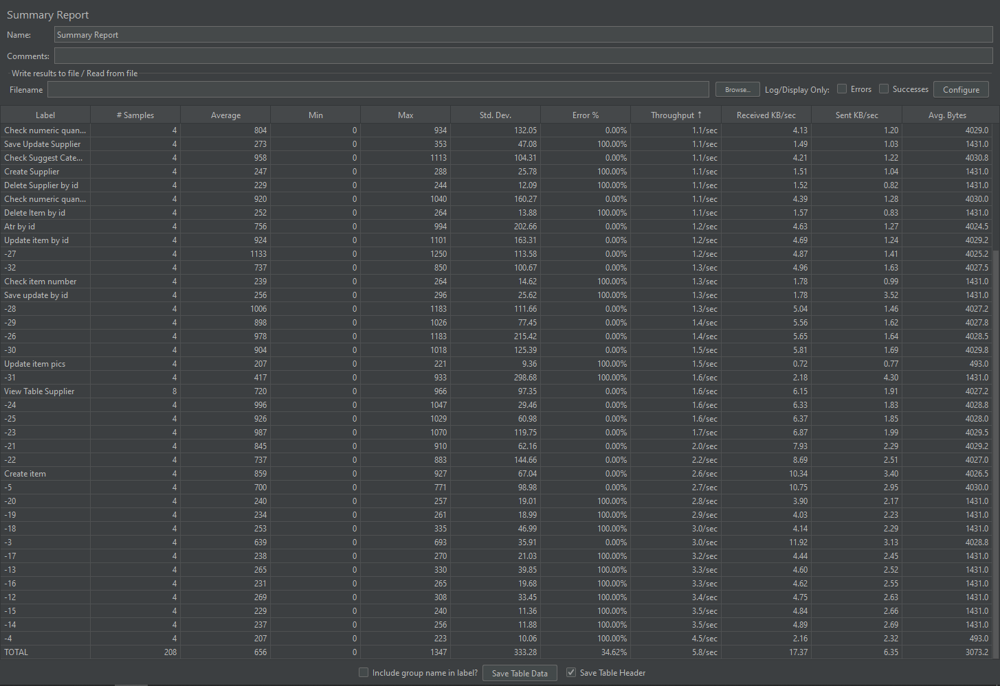 Summary Report
Name: Summary Report
Comments:
Write results to file / Read from file
Filename Browse... Log/Display Only: Errors Successes Configure
Label # Samples Average Min Max Std. Dev. Error % Throughput ↑ Received KB/sec Sent KB/sec Avg. Bytes
Check numeric quan... 4 804 0 934 132.05 0.00% 1.1/sec 4.13 1.20 4029.0
Save Update Supplier 4 273 0 353 47.08 100.00% 1.1/sec 1.49 1.03 1431.0
Check Suggest Cate... 4 958 0 1113 104.31 0.00% 1.1/sec 4.21 1.22 4030.8
Create Supplier 4 247 0 288 25.78 100.00% 1.1/sec 1.51 1.04 1431.0
Delete Supplier by id 4 229 0 244 12.09 100.00% 1.1/sec 1.52 0.82 1431.0
Check numeric quan... 4 920 0 1040 160.27 0.00% 1.1/sec 4.39 1.28 4030.0
Delete Item by id 4 252 0 264 13.88 100.00% 1.1/sec 1.57 0.83 1431.0
Atr by id 4 756 0 994 202.66 0.00% 1.2/sec 4.63 1.27 4024.5
Update item by id 4 924 0 1101 163.31 0.00% 1.2/sec 4.69 1.24 4029.2
-27 4 1133 0 1250 113.58 0.00% 1.2/sec 4.87 1.41 4025.2
-32 4 737 0 850 100.67 0.00% 1.3/sec 4.96 1.63 4027.5
Check item number 4 239 0 264 14.62 100.00% 1.3/sec 1.78 0.99 1431.0
Save update by id 4 256 0 296 25.62 100.00% 1.3/sec 1.78 3.52 1431.0
-28 4 1006 0 1183 111.66 0.00% 1.3/sec 5.04 1.46 4027.2
-29 4 898 0 1026 77.45 0.00% 1.4/sec 5.56 1.62 4027.8
-26 4 978 0 1183 215.42 0.00% 1.4/sec 5.65 1.64 4028.5
-30 4 904 0 1018 125.39 0.00% 1.5/sec 5.81 1.69 4029.8
Update item pics 4 207 0 221 9.36 100.00% 1.5/sec 0.72 0.77 493.0
-31 4 417 0 933 298.68 100.00% 1.6/sec 2.18 4.30 1431.0
View Table Supplier 8 720 0 966 97.35 0.00% 1.6/sec 6.15 1.91 4027.2
-24 4 996 0 1047 29.46 0.00% 1.6/sec 6.33 1.83 4028.8
-25 4 926 0 1029 60.98 0.00% 1.6/sec 6.37 1.85 4028.0
-23 4 987 0 1070 119.75 0.00% 1.7/sec 6.87 1.99 4029.5
-21 4 845 0 910 62.16 0.00% 2.0/sec 7.93 2.29 4029.2
-22 4 737 0 883 144.66 0.00% 2.2/sec 8.69 2.51 4027.0
Create item 4 859 0 927 67.04 0.00% 2.6/sec 10.34 3.40 4026.5
-5 4 700 0 771 98.98 0.00% 2.7/sec 10.75 2.95 4030.0
-20 4 240 0 257 19.01 100.00% 2.8/sec 3.90 2.17 1431.0
-19 4 234 0 261 18.99 100.00% 2.9/sec 4.03 2.23 1431.0
-18 4 253 0 335 46.99 100.00% 3.0/sec 4.14 2.29 1431.0
-3 4 639 0 693 35.91 0.00% 3.0/sec 11.92 3.13 4028.8
-17 4 238 0 270 21.03 100.00% 3.2/sec 4.44 2.45 1431.0
-13 4 265 0 330 39.85 100.00% 3.3/sec 4.60 2.52 1431.0
-16 4 231 0 265 19.68 100.00% 3.3/sec 4.62 2.55 1431.0
-12 4 269 0 308 33.45 100.00% 3.4/sec 4.75 2.63 1431.0
-15 4 229 0 240 11.36 100.00% 3.5/sec 4.84 2.66 1431.0
-14 4 237 0 256 11.88 100.00% 3.5/sec 4.89 2.69 1431.0
-4 4 207 0 223 10.06 100.00% 4.5/sec 2.16 2.32 493.0
TOTAL 208 656 0 1347 333.28 34.62% 5.8/sec 17.37 6.35 3073.2
Include group name in label? Save Table Data Save Table Header